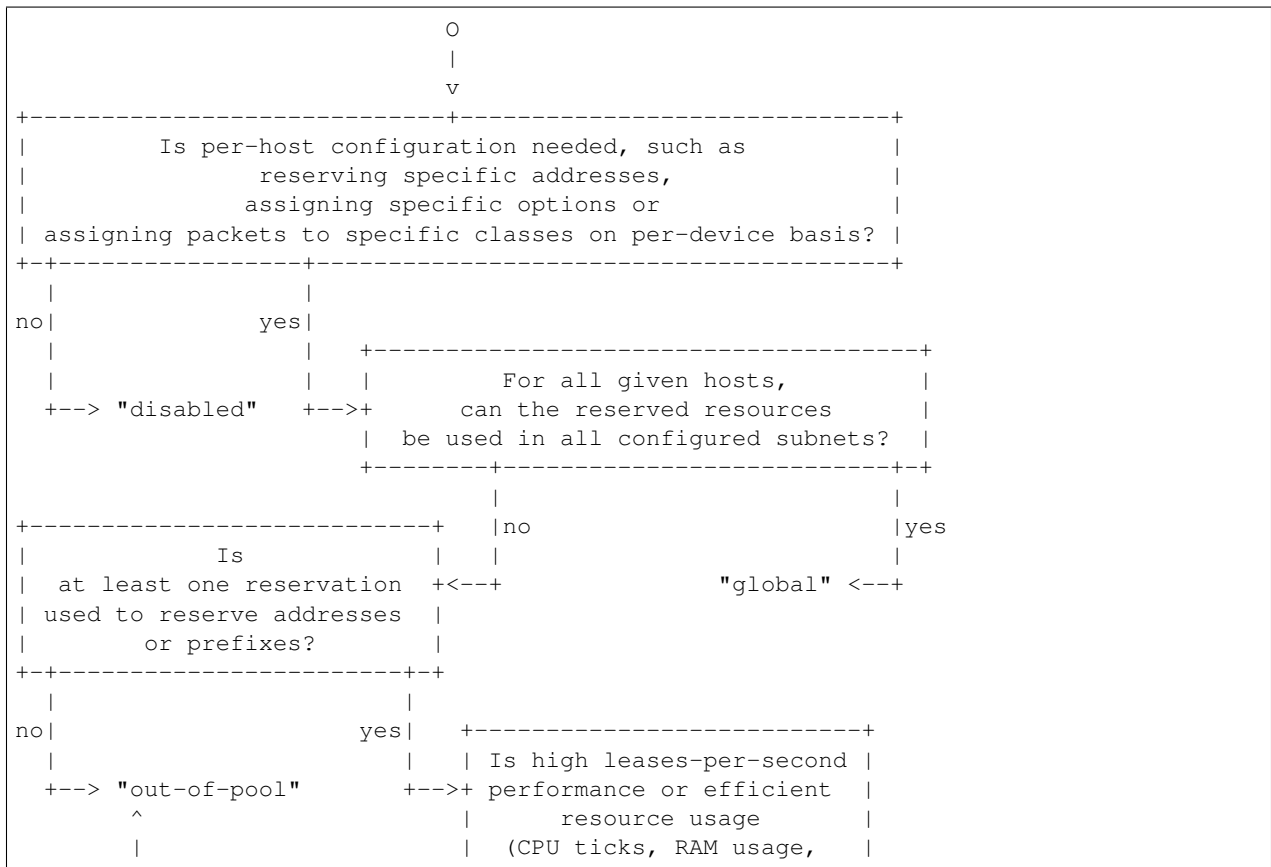 O
                             |
                             v
+----------------------------+-----------------------------+
|         Is per-host configuration needed, such as          |
|                reserving specific addresses,               |
|               assigning specific options or                |
| assigning packets to specific classes on per-device basis? |
+-+-----------------+----------------------------------------+
  |                 |
no|              yes|
  |                 |   +--------------------------------------+
  |                 |   |         For all given hosts,         |
  +--> "disabled"   +-->+      can the reserved resources      |
                        |  be used in all configured subnets?  |
                        +--------+---------------------------+-+
                                 |                           |
+----------------------------+   |no                         |yes
|             Is             |   |                           |
|  at least one reservation  +<--+               "global" <--+
| used to reserve addresses  |
|        or prefixes?        |
+-+------------------------+-+
  |                        |
no|                     yes|   +---------------------------+
  |                        |   | Is high leases-per-second |
  +--> "out-of-pool"       +-->+ performance or efficient  |
        ^                      |      resource usage       |
        |                      |  (CPU ticks, RAM usage,   |